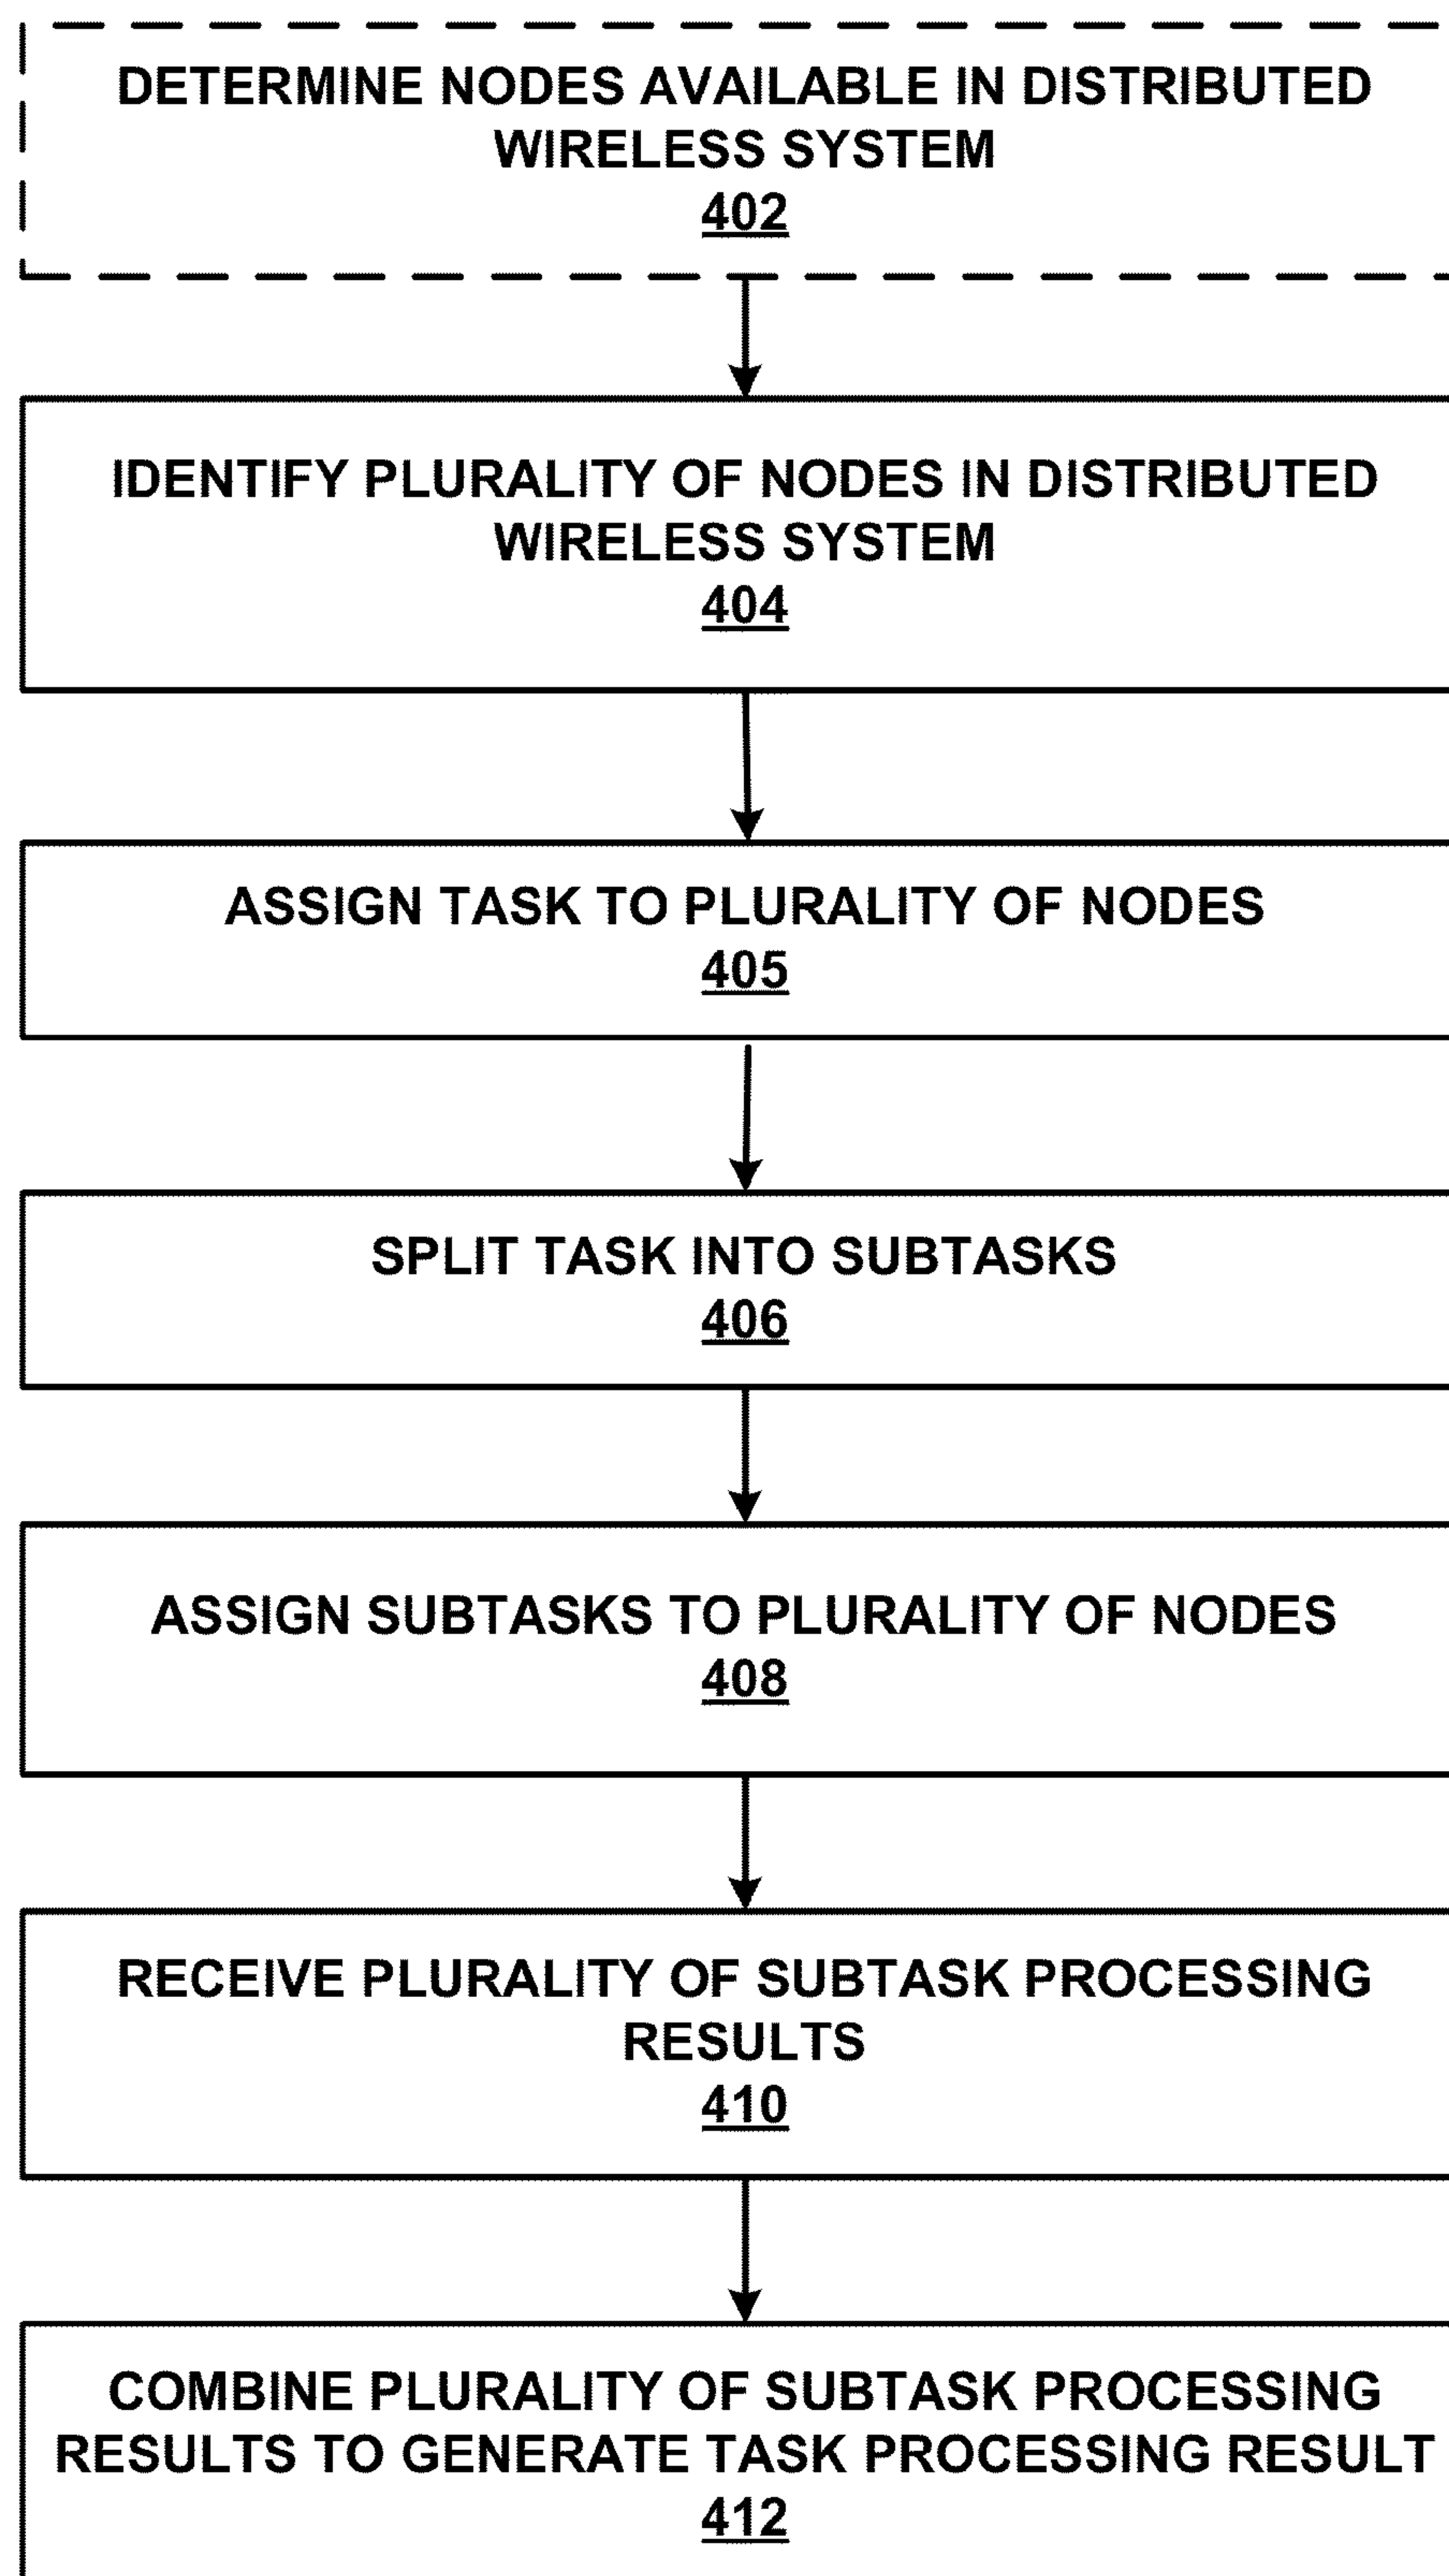 DETERMINE NODES AVAILABLE IN DISTRIBUTED
WIRELESS SYSTEM
402
IDENTIFY PLURALITY OF NODES IN DISTRIBUTED
WIRELESS SYSTEM
404
ASSIGN TASK TO PLURALITY OF NODES
405
SPLIT TASK INTO SUBTASKS
406
ASSIGN SUBTASKS TO PLURALITY OF NODES
408
RECEIVE PLURALITY OF SUBTASK PROCESSING
RESULTS
410
COMBINE PLURALITY OF SUBTASK PROCESSING
RESULTS TO GENERATE TASK PROCESSING RESULT
412